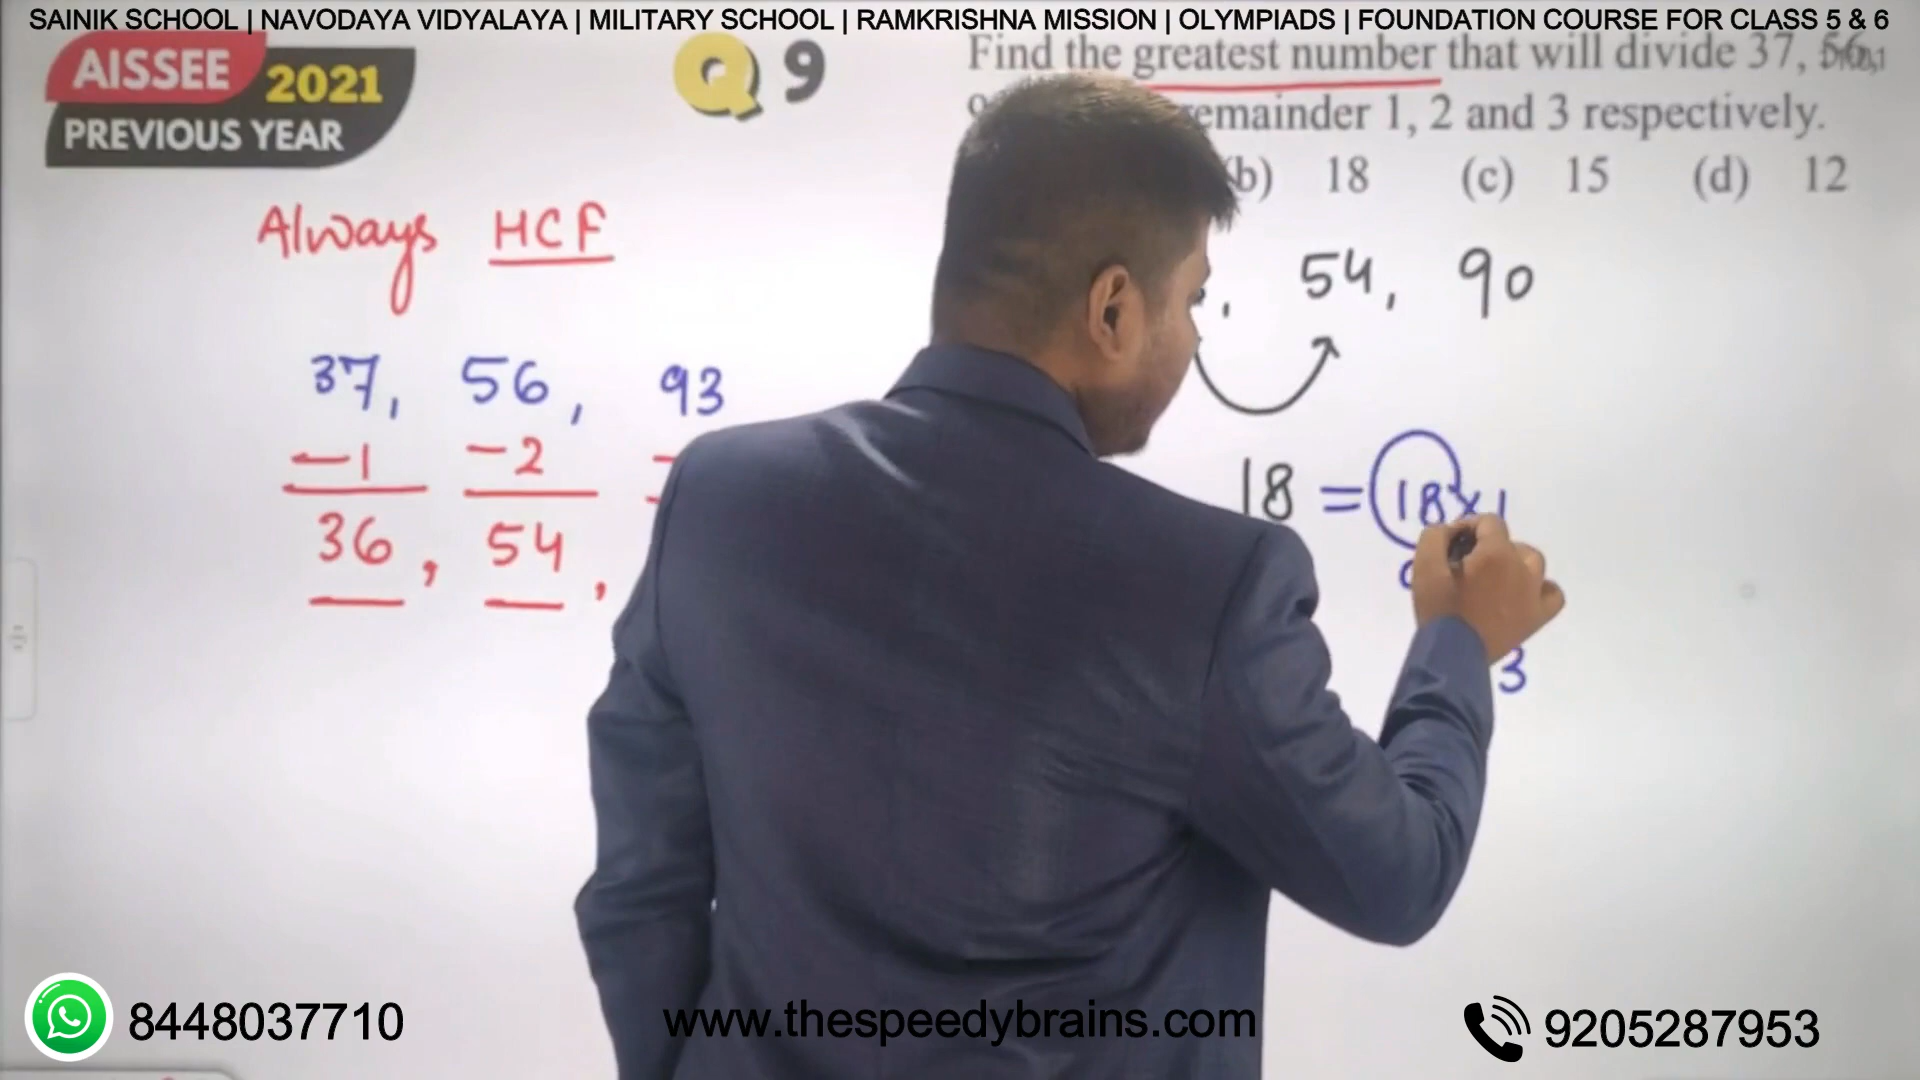 SAINIK SCHOOL | NAVODAYA VIDYALAYA | MILITARY SCHOOL | RAMKRISHNA MISSION | OLYMPIADS | FOUNDATION COURSE FOR CLASS 5 & 6
AISSEE 2021
PREVIOUS YEAR
Q 9
Find the greatest number that will divide 37, 56,
remainder 1, 2 and 3 respectively.
(b) 18 (c) 15 (d) 12
Always HCF
, 54, 90
37, 56, 93
-1 -2 -
36, 54,
18 = 18×1
3
8448037710
www.thespeedybrains.com
9205287953